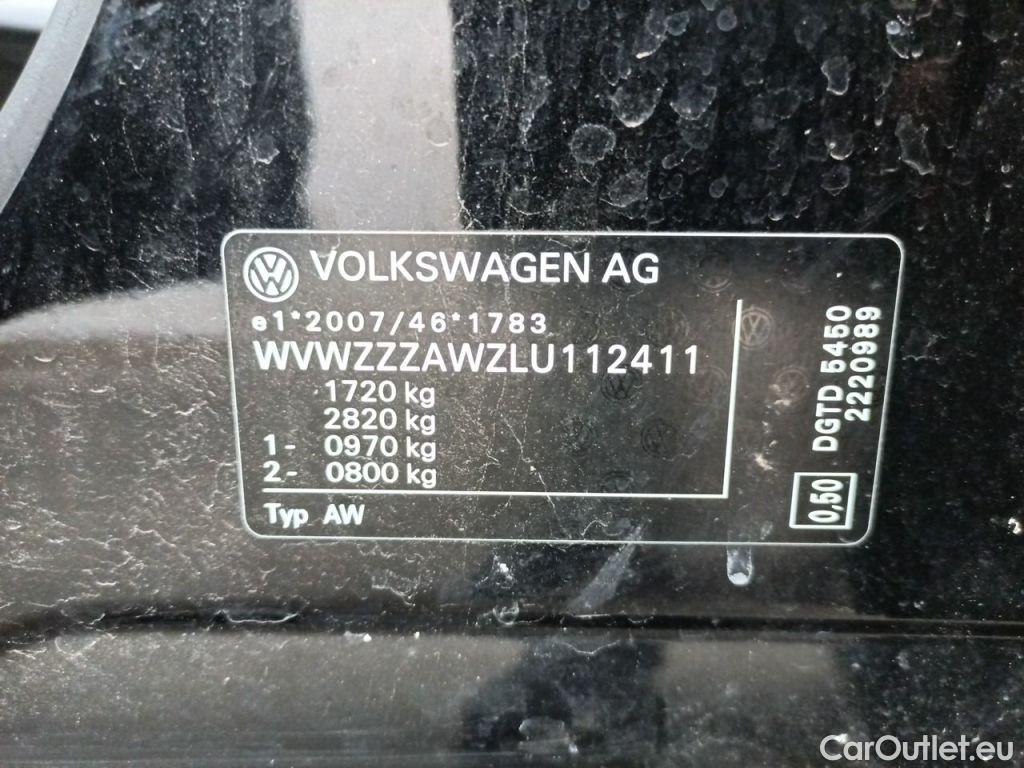 VOLKSWAGEN AG
e1*2007/46*1783
WVWZZZAWZLU112411
1720 kg
2820 kg
1- 0970 kg
2- 0800 kg
Typ AW
DGTD 5450
2220989
0,50
CarOutlet.eu